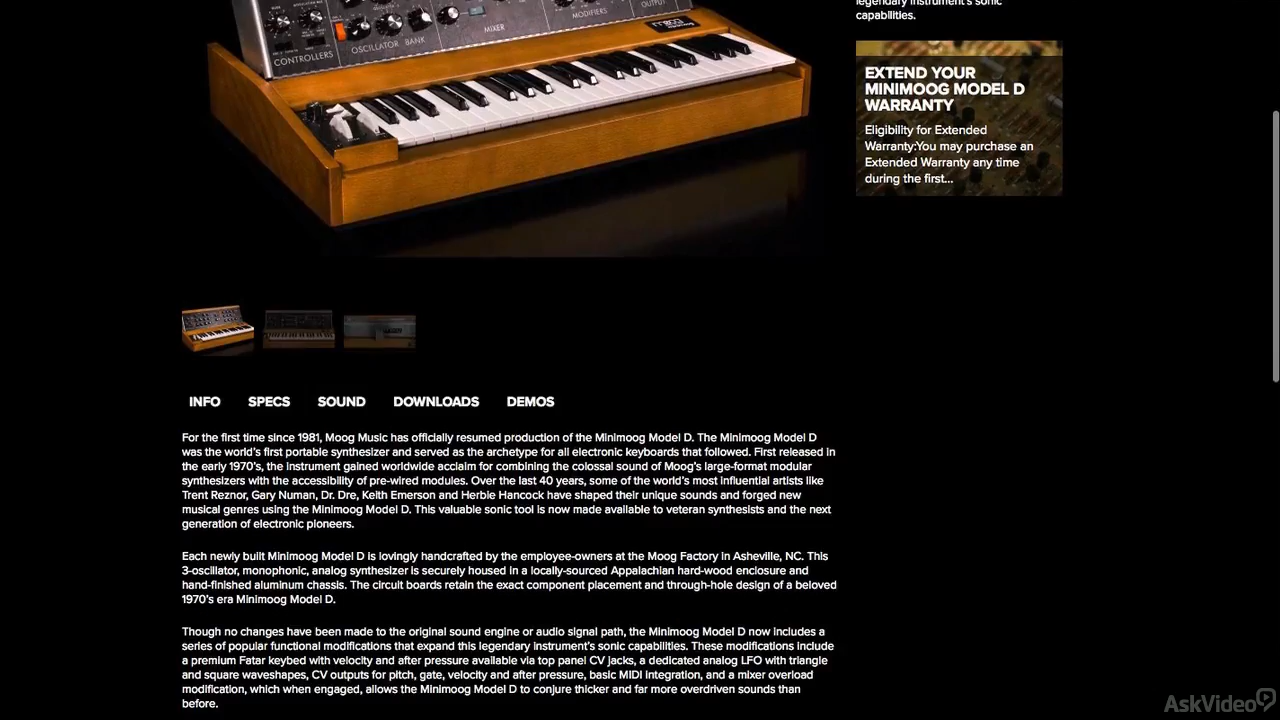 legendary instrument's sonic
capabilities.
CONTROLLERS
OSCILLATOR BANK
MIXER
MODIFIERS
OUTPUT
moog
EXTEND YOUR
MINIMOOG MODEL D
WARRANTY
Eligibility for Extended
Warranty:You may purchase an
Extended Warranty any time
during the first...
INFO SPECS SOUND DOWNLOADS DEMOS
For the first time since 1981, Moog Music has officially resumed production of the Minimoog Model D. The Minimoog Model D
was the world's first portable synthesizer and served as the archetype for all electronic keyboards that followed. First released in
the early 1970's, the instrument gained worldwide acclaim for combining the colossal sound of Moog's large-format modular
synthesizers with the accessibility of pre-wired modules. Over the last 40 years, some of the world's most influential artists like
Trent Reznor, Gary Numan, Dr. Dre, Keith Emerson and Herbie Hancock have shaped their unique sounds and forged new
musical genres using the Minimoog Model D. This valuable sonic tool is now made available to veteran synthesists and the next
generation of electronic pioneers.
Each newly built Minimoog Model D is lovingly handcrafted by the employee-owners at the Moog Factory in Asheville, NC. This
3-oscillator, monophonic, analog synthesizer is securely housed in a locally-sourced Appalachian hard-wood enclosure and
hand-finished aluminum chassis. The circuit boards retain the exact component placement and through-hole design of a beloved
1970's era Minimoog Model D.
Though no changes have been made to the original sound engine or audio signal path, the Minimoog Model D now includes a
series of popular functional modifications that expand this legendary instrument's sonic capabilities. These modifications include
a premium Fatar keybed with velocity and after pressure available via top panel CV jacks, a dedicated analog LFO with triangle
and square waveshapes, CV outputs for pitch, gate, velocity and after pressure, basic MIDI integration, and a mixer overload
modification, which when engaged, allows the Minimoog Model D to conjure thicker and far more overdriven sounds than
before.
AskVideo